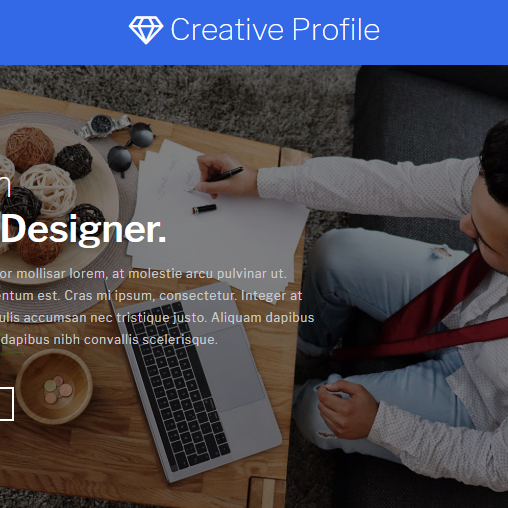 Creative Profile
Designer.
or mollisar lorem, at molestie arcu pulvinar ut.
entum est. Cras mi ipsum, consectetur. Integer at
ulis accumsan nec tristique justo. Aliquam dapibus
dapibus nibh convallis scelerisque.